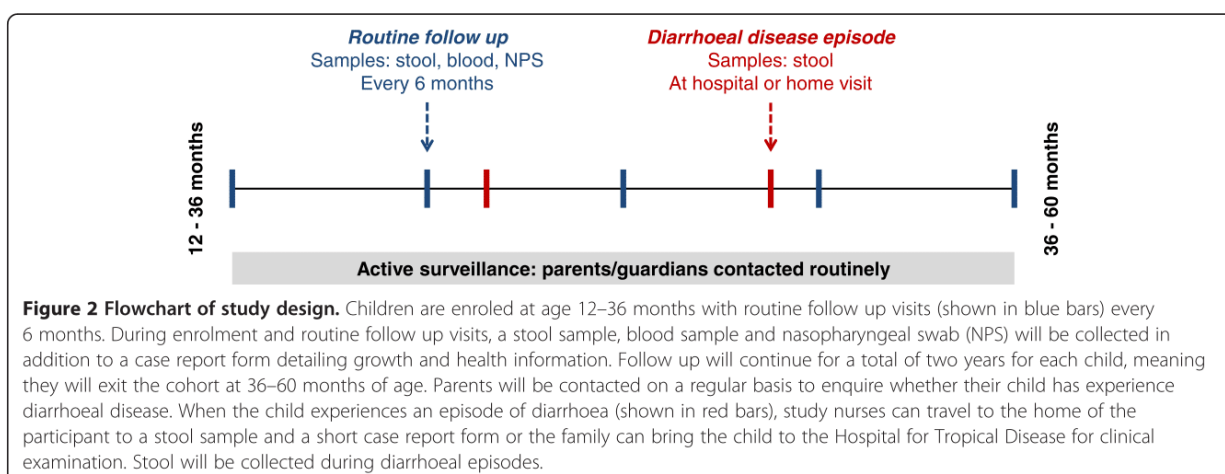 Routine follow up
Samples: stool, blood, NPS
Every 6 months
Diarrhoeal disease episode
Samples: stool
At hospital or home visit
12 - 36 months
36 - 60 months
Active surveillance: parents/guardians contacted routinely
Figure 2 Flowchart of study design. Children are enroled at age 12–36 months with routine follow up visits (shown in blue bars) every
6 months. During enrolment and routine follow up visits, a stool sample, blood sample and nasopharyngeal swab (NPS) will be collected in
addition to a case report form detailing growth and health information. Follow up will continue for a total of two years for each child, meaning
they will exit the cohort at 36–60 months of age. Parents will be contacted on a regular basis to enquire whether their child has experience
diarrhoeal disease. When the child experiences an episode of diarrhoea (shown in red bars), study nurses can travel to the home of the
participant to a stool sample and a short case report form or the family can bring the child to the Hospital for Tropical Disease for clinical
examination. Stool will be collected during diarrhoeal episodes.